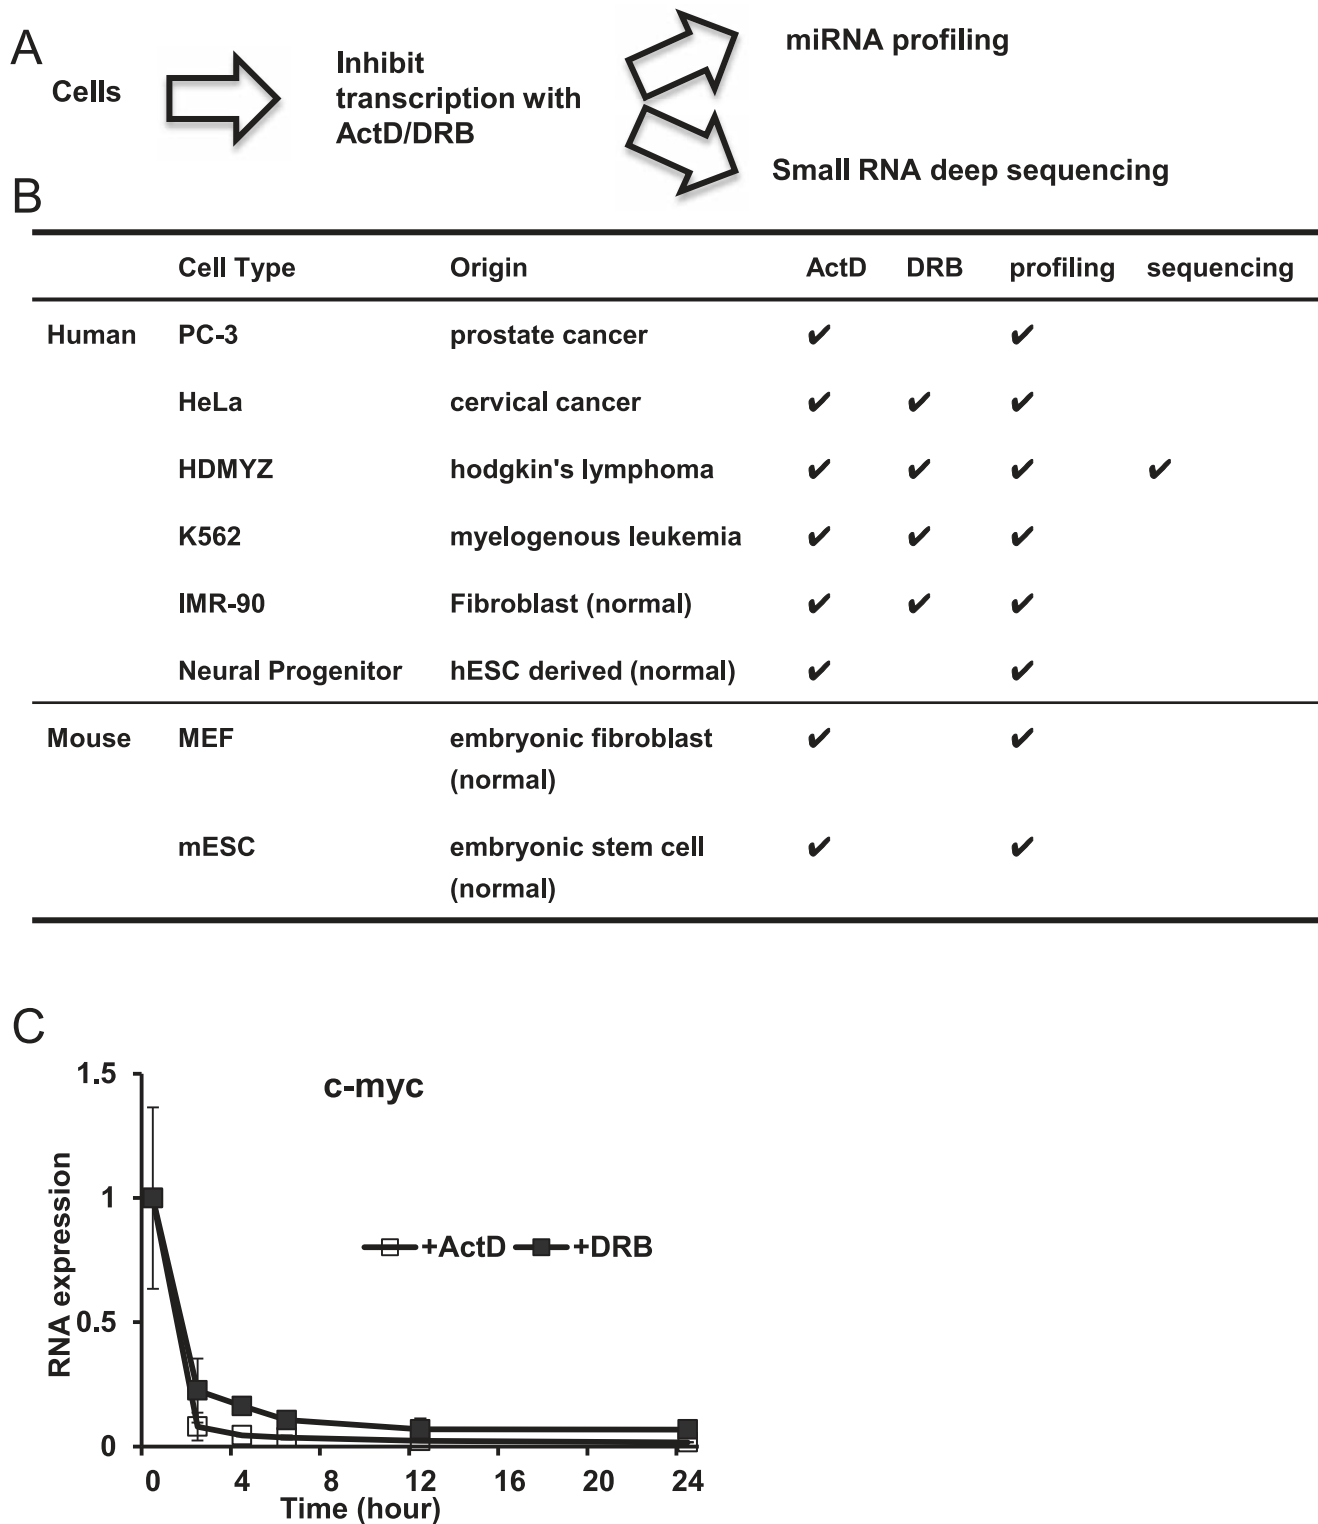 A
Cells
Inhibit
transcription with
ActD/DRB
miRNA profiling
Small RNA deep sequencing
B
Cell Type Origin ActD DRB profiling sequencing
Human PC-3 prostate cancer ✔ ✔
HeLa cervical cancer ✔ ✔ ✔
HDMYZ hodgkin's lymphoma ✔ ✔ ✔ ✔
K562 myelogenous leukemia ✔ ✔ ✔
IMR-90 Fibroblast (normal) ✔ ✔ ✔
Neural Progenitor hESC derived (normal) ✔ ✔
Mouse MEF embryonic fibroblast ✔ ✔
(normal)
mESC embryonic stem cell ✔ ✔
(normal)
C
c-myc
RNA expression
1.5
1
0.5
0
+ActD +DRB
0 4 8 12 16 20 24
Time (hour)